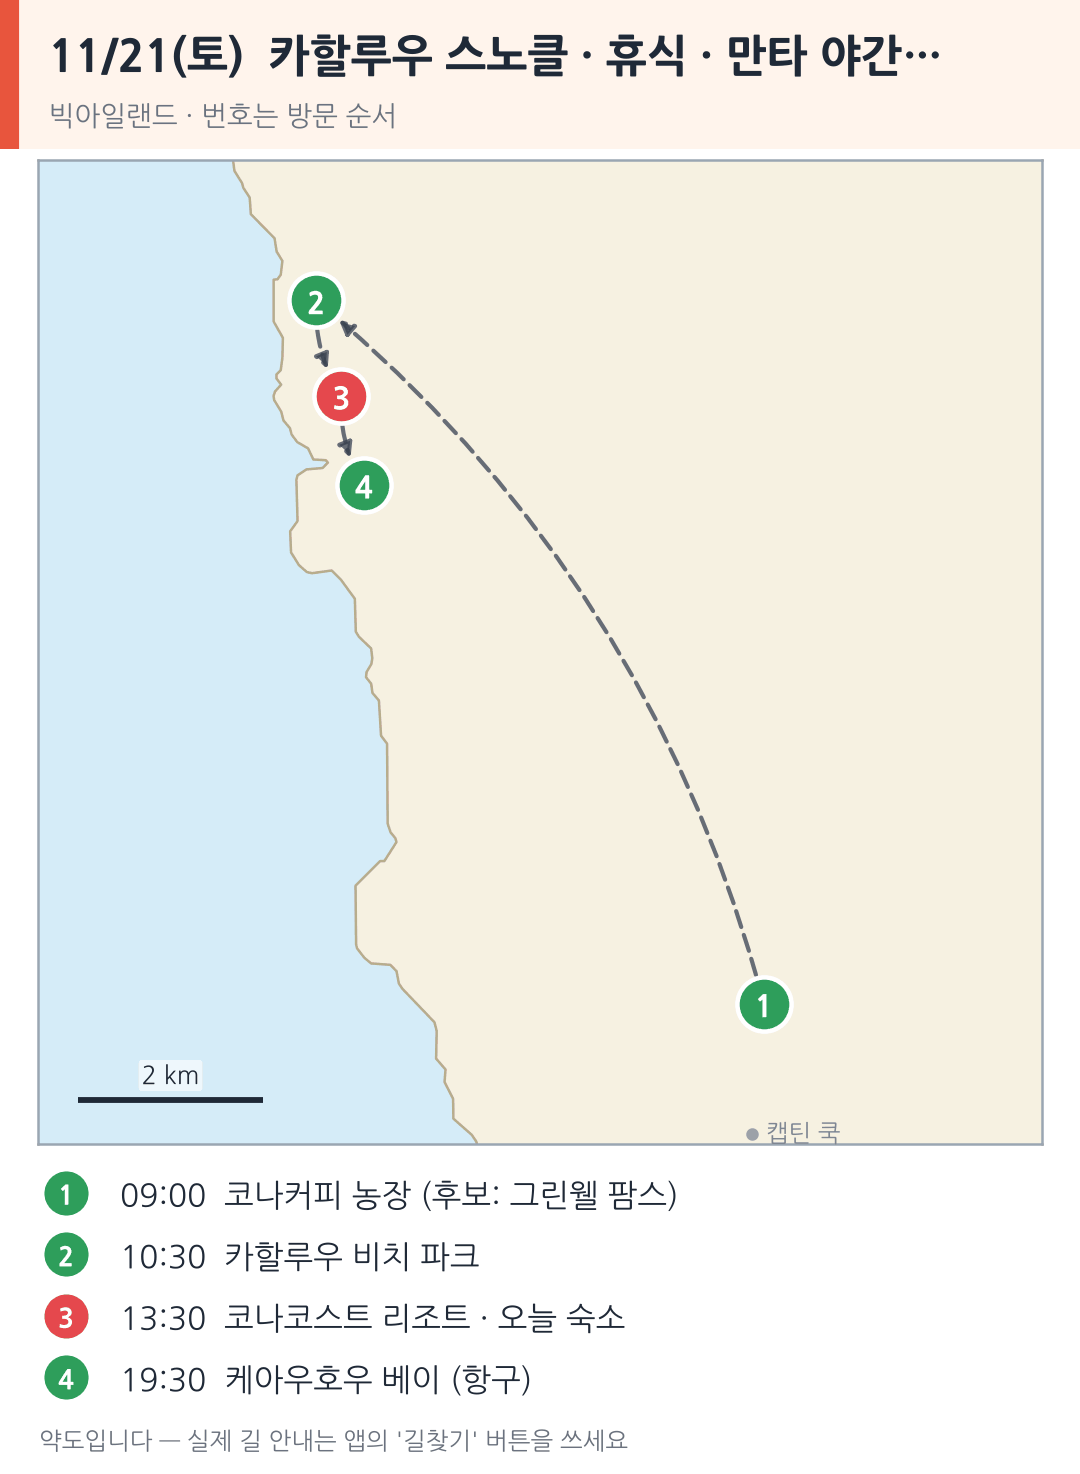 11/21(토) 카할루우 스노클 · 휴식 · 만타 야간…
빅아일랜드 · 번호는 방문 순서
2
3
4
1
2 km
캡틴 쿡
1 09:00 코나커피 농장 (후보: 그린웰 팜스)
2 10:30 카할루우 비치 파크
3 13:30 코나코스트 리조트 · 오늘 숙소
4 19:30 케아우호우 베이 (항구)
약도입니다 — 실제 길 안내는 앱의 '길찾기' 버튼을 쓰세요